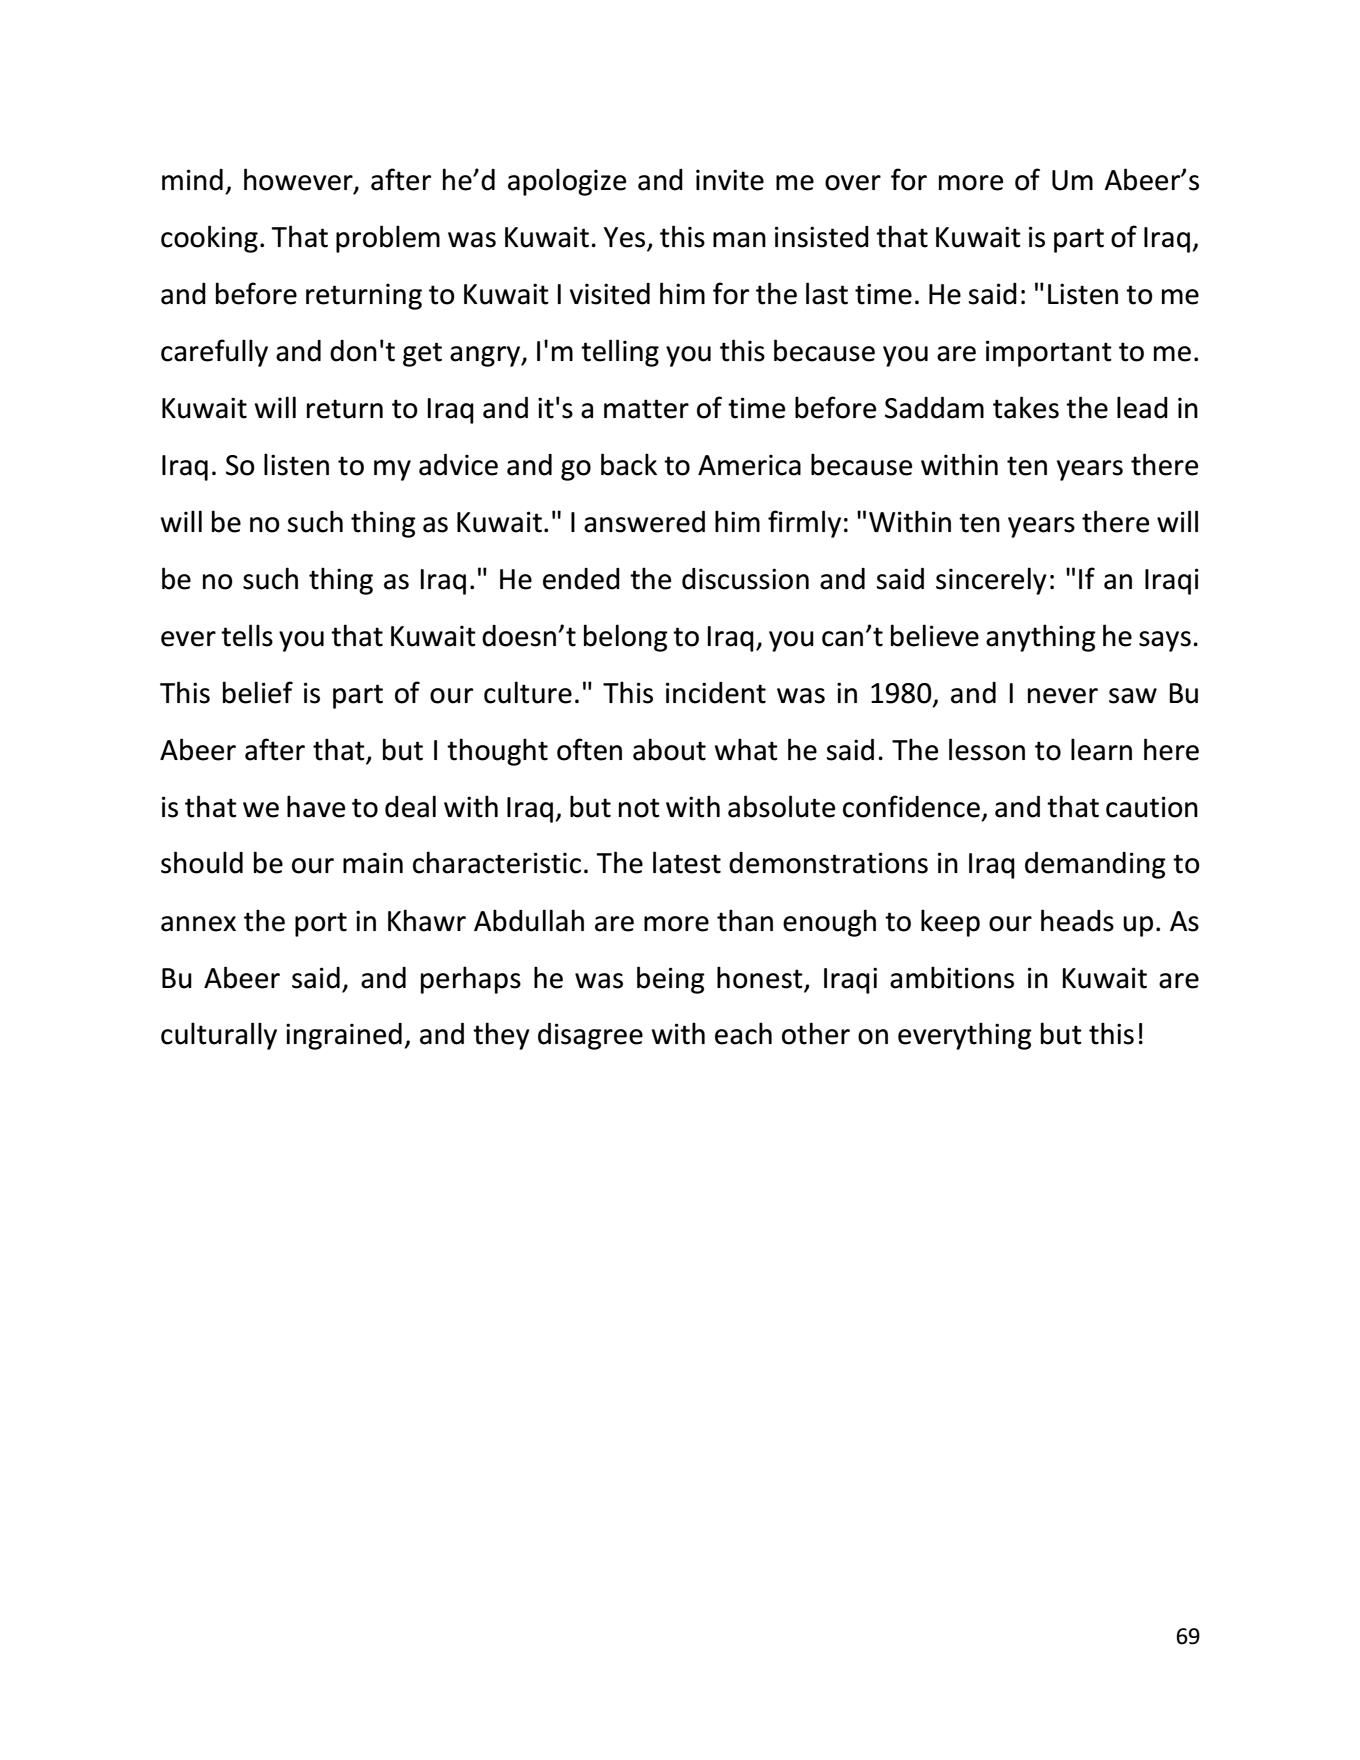 mind, however, after he’d apologize and invite me over for more of Um Abeer’s
cooking. That problem was Kuwait. Yes, this man insisted that Kuwait is part of Iraq,
and before returning to Kuwait I visited him for the last time. He said: "Listen to me
carefully and don't get angry, I'm telling you this because you are important to me.
Kuwait will return to Iraq and it's a matter of time before Saddam takes the lead in
Iraq. So listen to my advice and go back to America because within ten years there
will be no such thing as Kuwait." I answered him firmly: "Within ten years there will
be no such thing as Iraq." He ended the discussion and said sincerely: "If an Iraqi
ever tells you that Kuwait doesn’t belong to Iraq, you can’t believe anything he says.
This belief is part of our culture." This incident was in 1980, and I never saw Bu
Abeer after that, but I thought often about what he said. The lesson to learn here
is that we have to deal with Iraq, but not with absolute confidence, and that caution
should be our main characteristic. The latest demonstrations in Iraq demanding to
annex the port in Khawr Abdullah are more than enough to keep our heads up. As
Bu Abeer said, and perhaps he was being honest, Iraqi ambitions in Kuwait are
culturally ingrained, and they disagree with each other on everything but this!
69